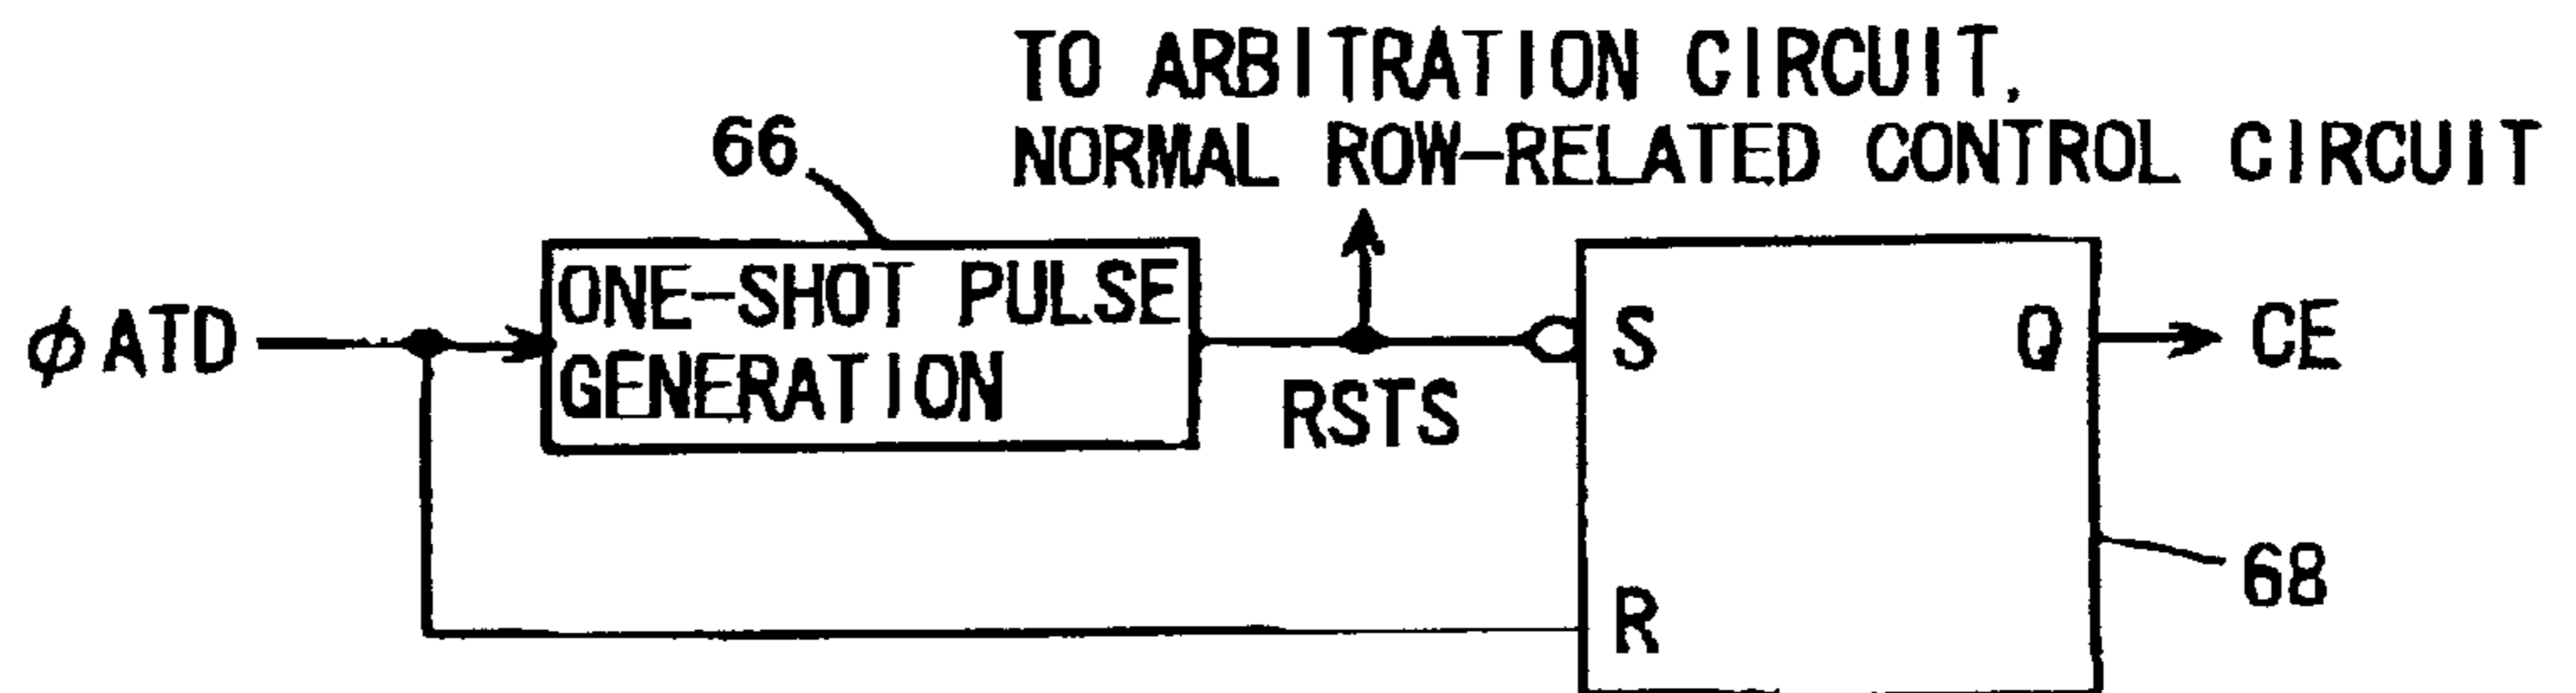 TO ARBITRATION CIRCUIT,
NORMAL ROW-RELATED CONTROL CIRCUIT
66
ONE-SHOT PULSE
GENERATION
φATD
RSTS
S
Q
CE
R
68